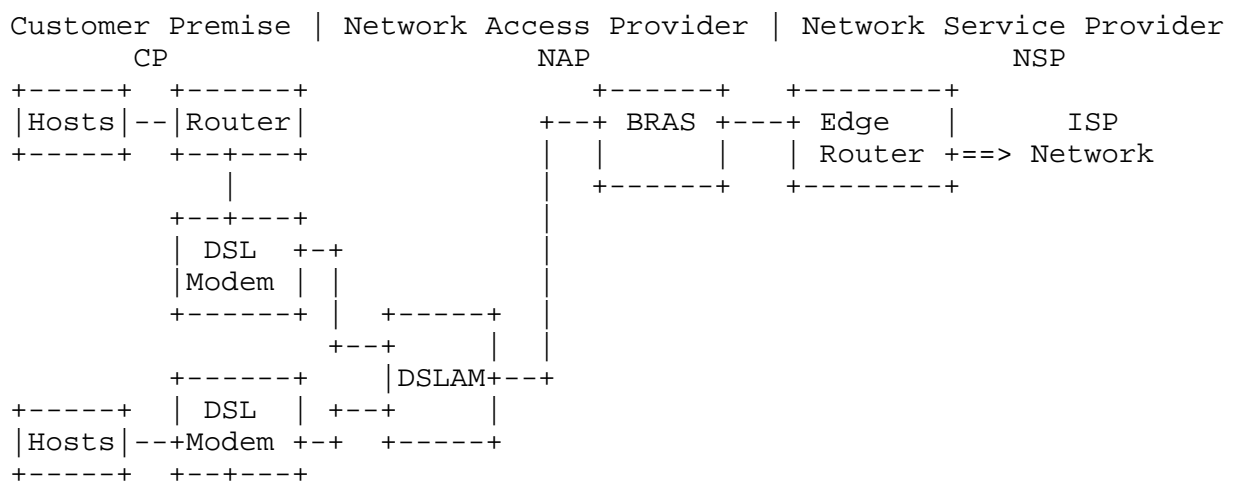 Customer Premise | Network Access Provider | Network Service Provider
CP NAP NSP
|Hosts|--|Router| +--+ BRAS +---+ Edge | ISP
| | | | Router +==> Network
| DSL +-+
|Modem | |
|DSLAM+--+
| DSL | +--+
|Hosts|--+Modem +-+